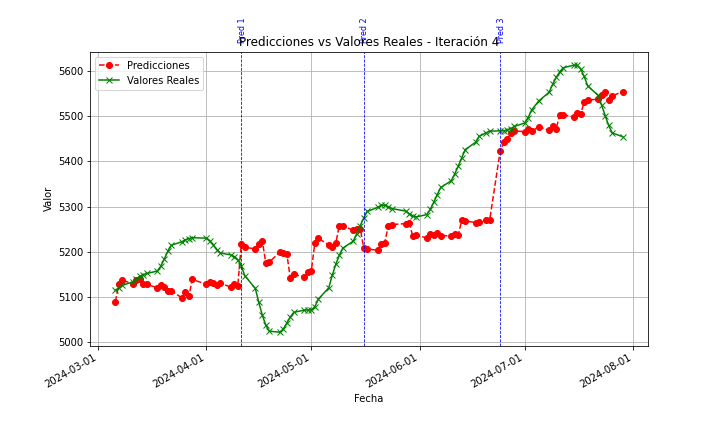 Pred 1
Pred 2
Pred 3
Predicciones vs Valores Reales - Iteración 4
Predicciones
Valores Reales
5600
5500
5400
5300
5200
5100
5000
Valor
2024-03-01
2024-04-01
2024-05-01
2024-06-01
2024-07-01
2024-08-01
Fecha